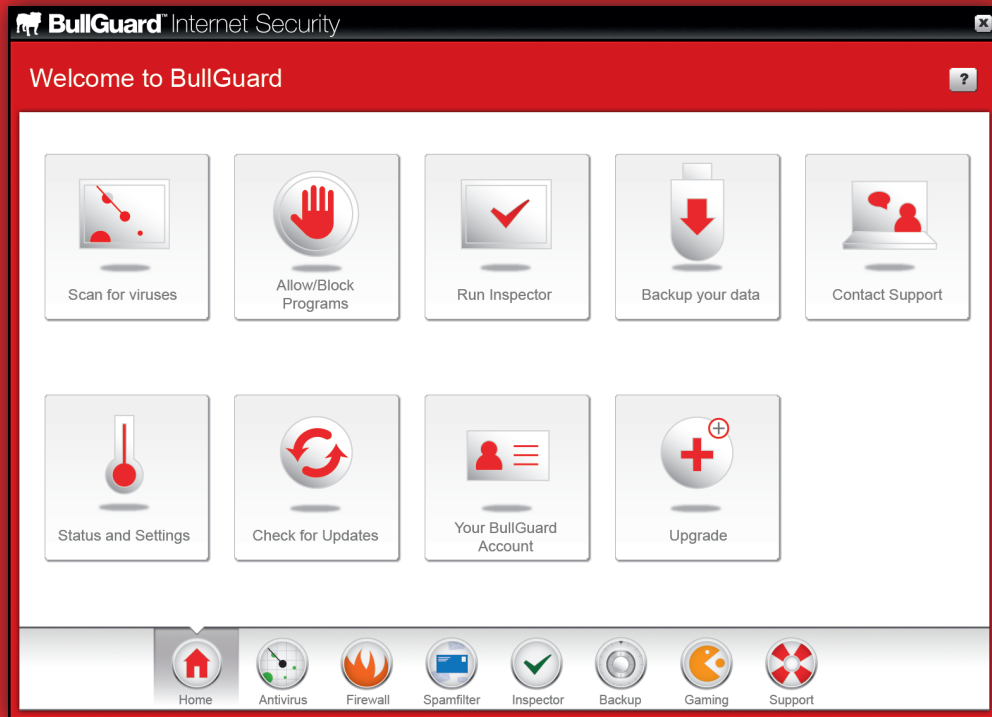 BullGuard™ Internet Security
Welcome to BullGuard
?
Scan for viruses
Allow/Block
Programs
Run Inspector
Backup your data
Contact Support
Status and Settings
Check for Updates
Your BullGuard
Account
Upgrade
Home
Antivirus
Firewall
Spamfilter
Inspector
Backup
Gaming
Support